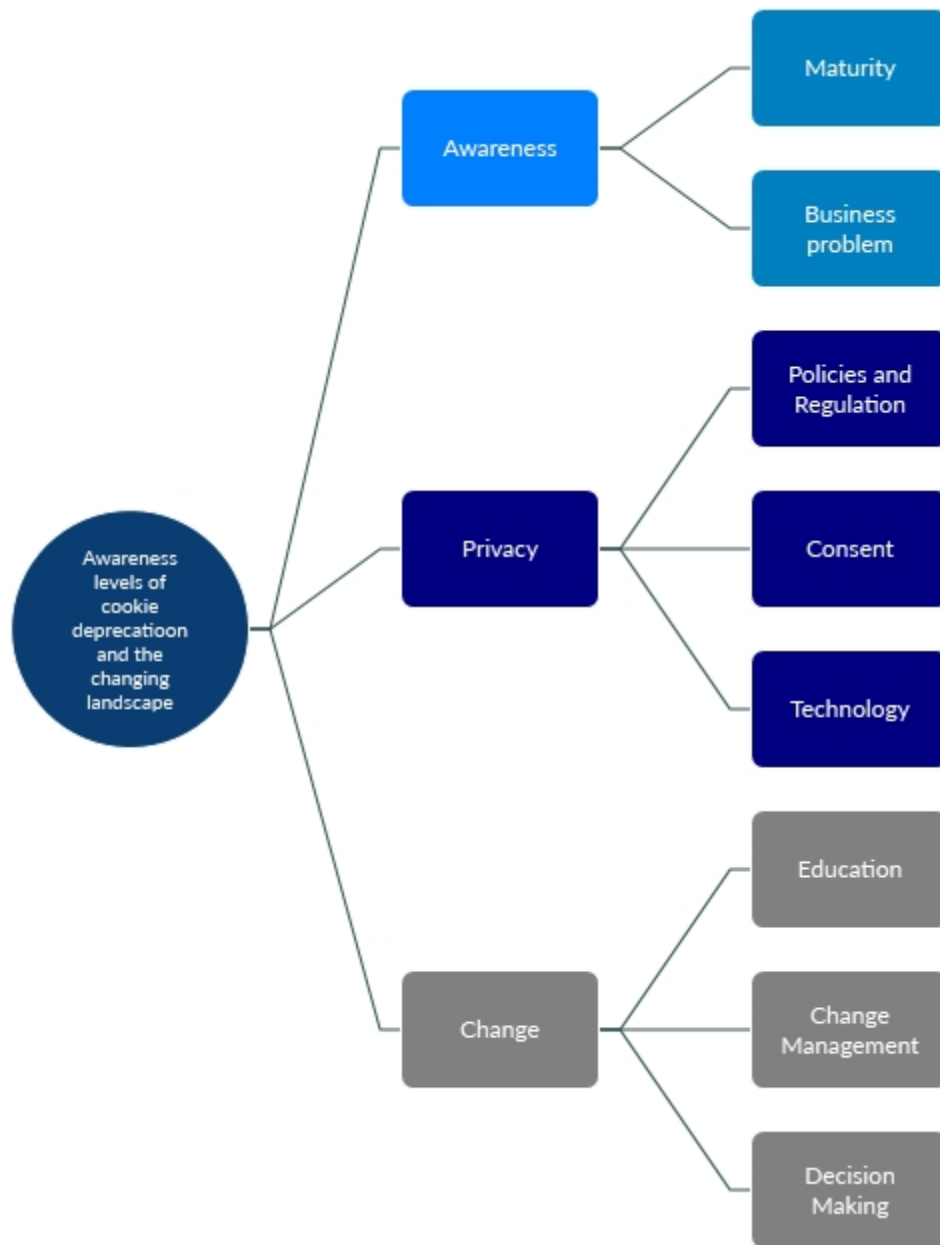 Maturity
Awareness
Business
problem
Policies and
Regulation
Privacy
Consent
Awareness
levels of
cookie
deprecatioon
and the
changing
landscape
Technology
Education
Change
Change
Management
Decision
Making